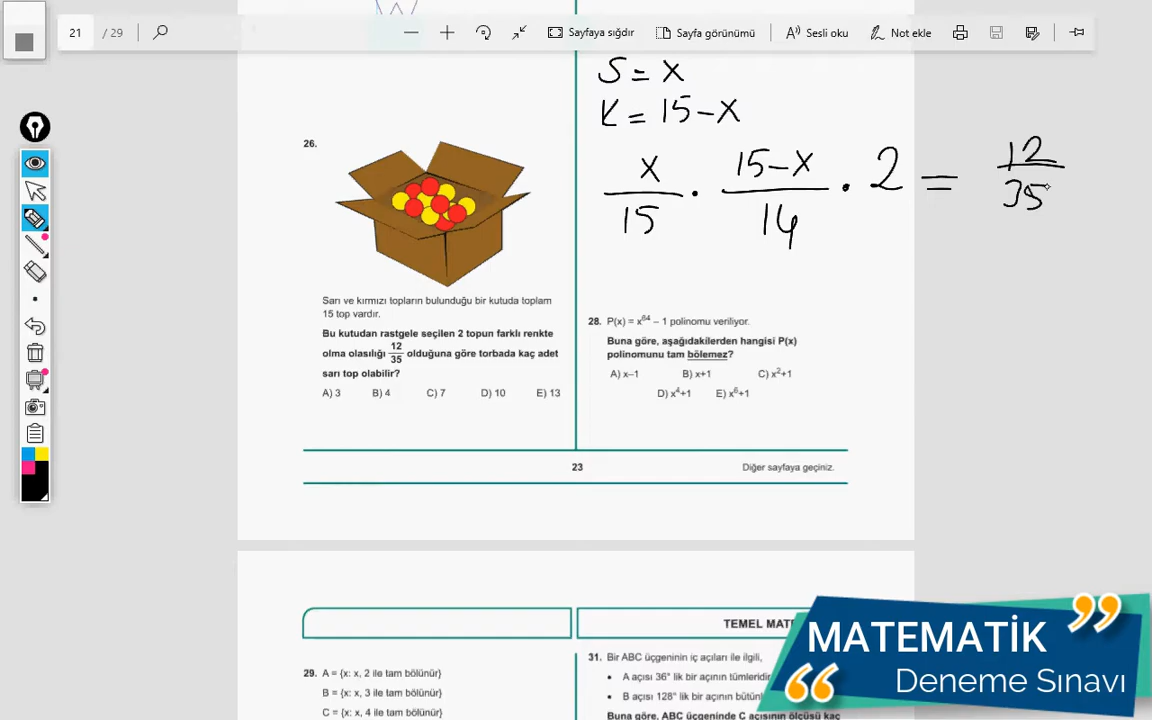 21 / 29
Sayfaya sığdır
Sayfa görünümü
A⁾⁾ Sesli oku
Not ekle
S = X
K = 15-X
X/15 . 15-X/14 . 2 = 12/35
26.
Sarı ve kırmızı topların bulunduğu bir kutuda toplam
15 top vardır.
Bu kutudan rastgele seçilen 2 topun farklı renkte
olma olasılığı 12/35 olduğuna göre torbada kaç adet
sarı top olabilir?
A) 3 B) 4 C) 7 D) 10 E) 13
28. P(x) = x⁶⁴ – 1 polinomu veriliyor.
Buna göre, aşağıdakilerden hangisi P(x)
polinomunu tam bölemez?
A) x–1 B) x+1 C) x²+1
D) x⁴+1 E) x⁶+1
23
Diğer sayfaya geçiniz.
TEMEL MATE
29. A = {x: x, 2 ile tam bölünür}
B = {x: x, 3 ile tam bölünür}
C = {x: x, 4 ile tam bölünür}
31. Bir ABC üçgeninin iç açıları ile ilgili,
• A açısı 36° lik bir açının tümleridir
• B açısı 128° lik bir açının bütünl
Buna göre, ABC üçgeninde C açısının ölçüsü kaç
MATEMATİK
Deneme Sınavı